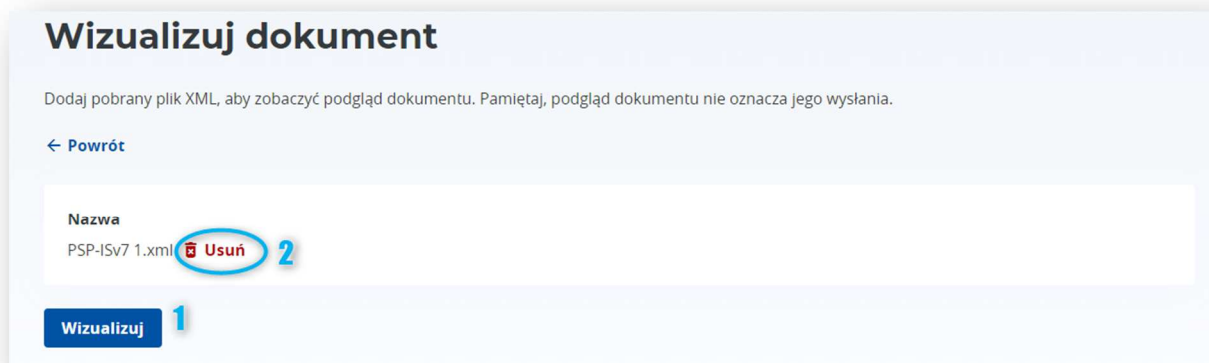 Wizualizuj dokument
Dodaj pobrany plik XML, aby zobaczyć podgląd dokumentu. Pamiętaj, podgląd dokumentu nie oznacza jego wysłania.
← Powrót
Nazwa
PSP-ISv7 1.xml Usuń 2
Wizualizuj 1